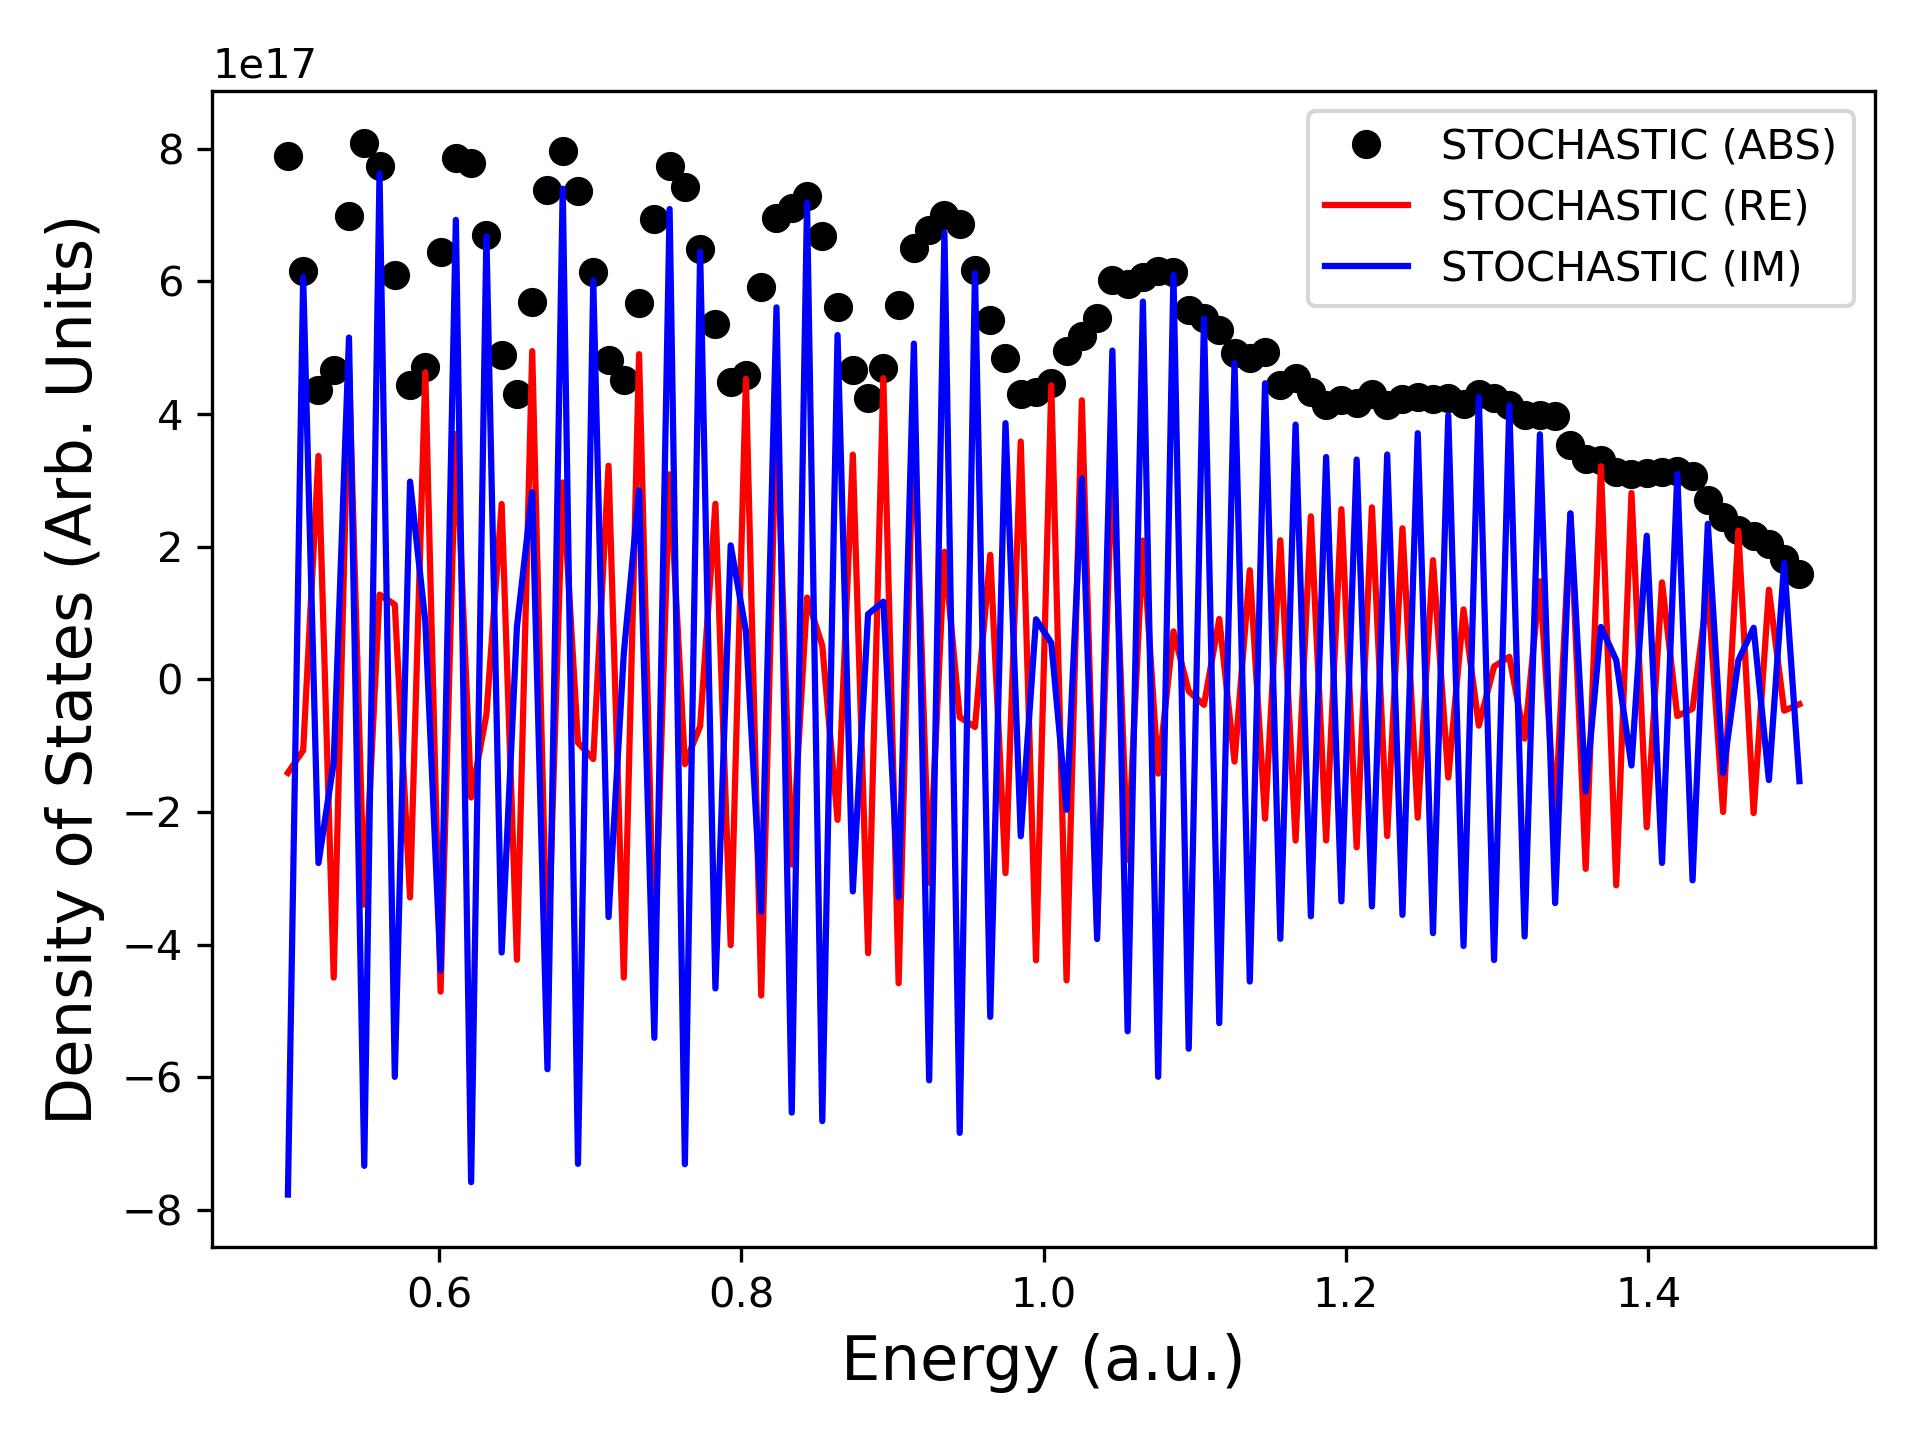 1e17
8
6
4
2
0
−2
−4
−6
−8
Density of States (Arb. Units)
STOCHASTIC (ABS)
STOCHASTIC (RE)
STOCHASTIC (IM)
0.6 0.8 1.0 1.2 1.4
Energy (a.u.)